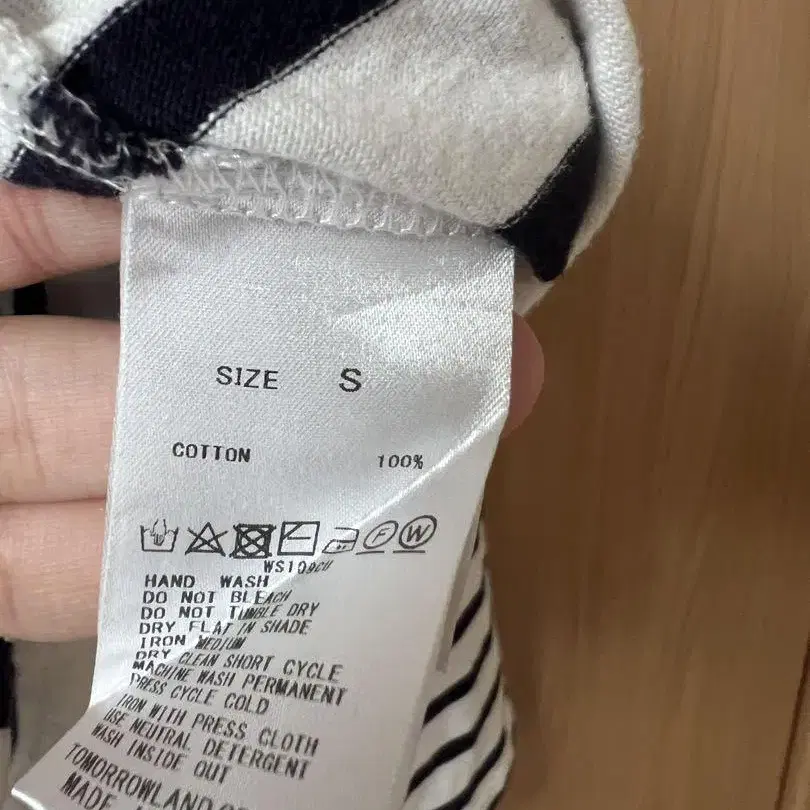 SIZE S
COTTON 100%
F W
HAND WASH
DO NOT BLEACH
DO NOT TUMBLE DRY
DRY FLAT IN SHADE
IRON MEDIUM
DRY CLEAN SHORT CYCLE
MACHINE WASH PERMANENT
PRESS CYCLE COLD
IRON WITH PRESS CLOTH
USE NEUTRAL DETERGENT
WASH INSIDE OUT
TOMORROWLAND
MADE